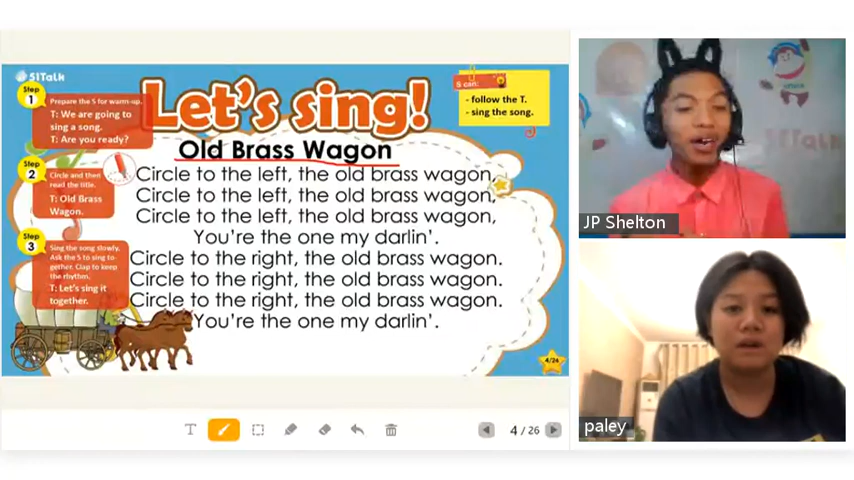 51Talk
Let's sing!
Step
1
Prepare the S for warm-up.
T: We are going to
sing a song.
T: Are you ready?
S can:
- follow the T.
- sing the song.
Old Brass Wagon
Step
2
Circle and then
read the title.
T: Old Brass
Wagon.
Step
3
Sing the song slowly.
Ask the S to sing to-
gether. Clap to keep
the rhythm.
T: Let's sing it
together.
Circle to the left, the old brass wagon,
Circle to the left, the old brass wagon,
Circle to the left, the old brass wagon,
You're the one my darlin'.
Circle to the right, the old brass wagon.
Circle to the right, the old brass wagon.
Circle to the right, the old brass wagon.
You're the one my darlin'.
4/26
T
4 / 26
51Talk
JP Shelton
paley